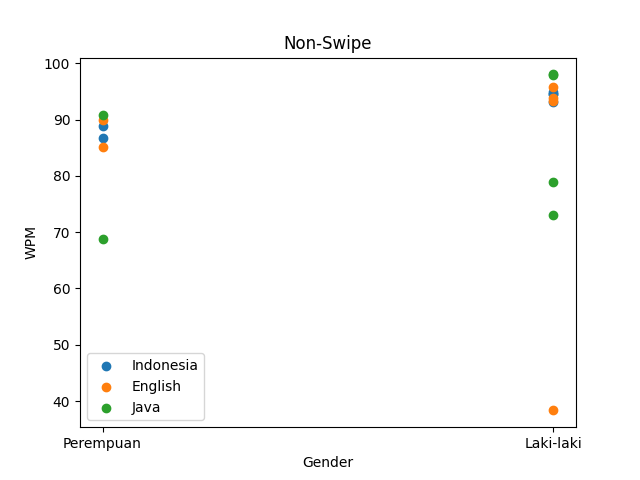 Non-Swipe
100
90
80
70
60
50
40
WPM
Indonesia
English
Java
Perempuan
Laki-laki
Gender